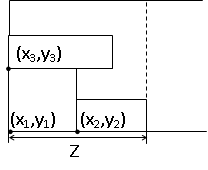 (x3,y3)
(x1,y1) (x2,y2)
Z